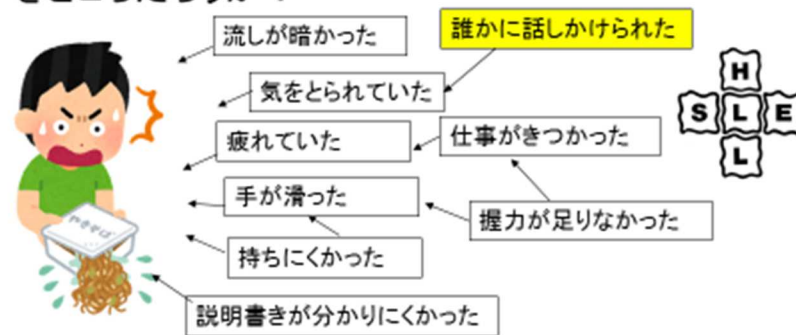 流しが暗かった
誰かに話しかけられた
気をとられていた
疲れていた
仕事がきつかった
手が滑った
握力が足りなかった
持ちにくかった
説明書きが分かりにくかった
やきそば
H
S L E
L